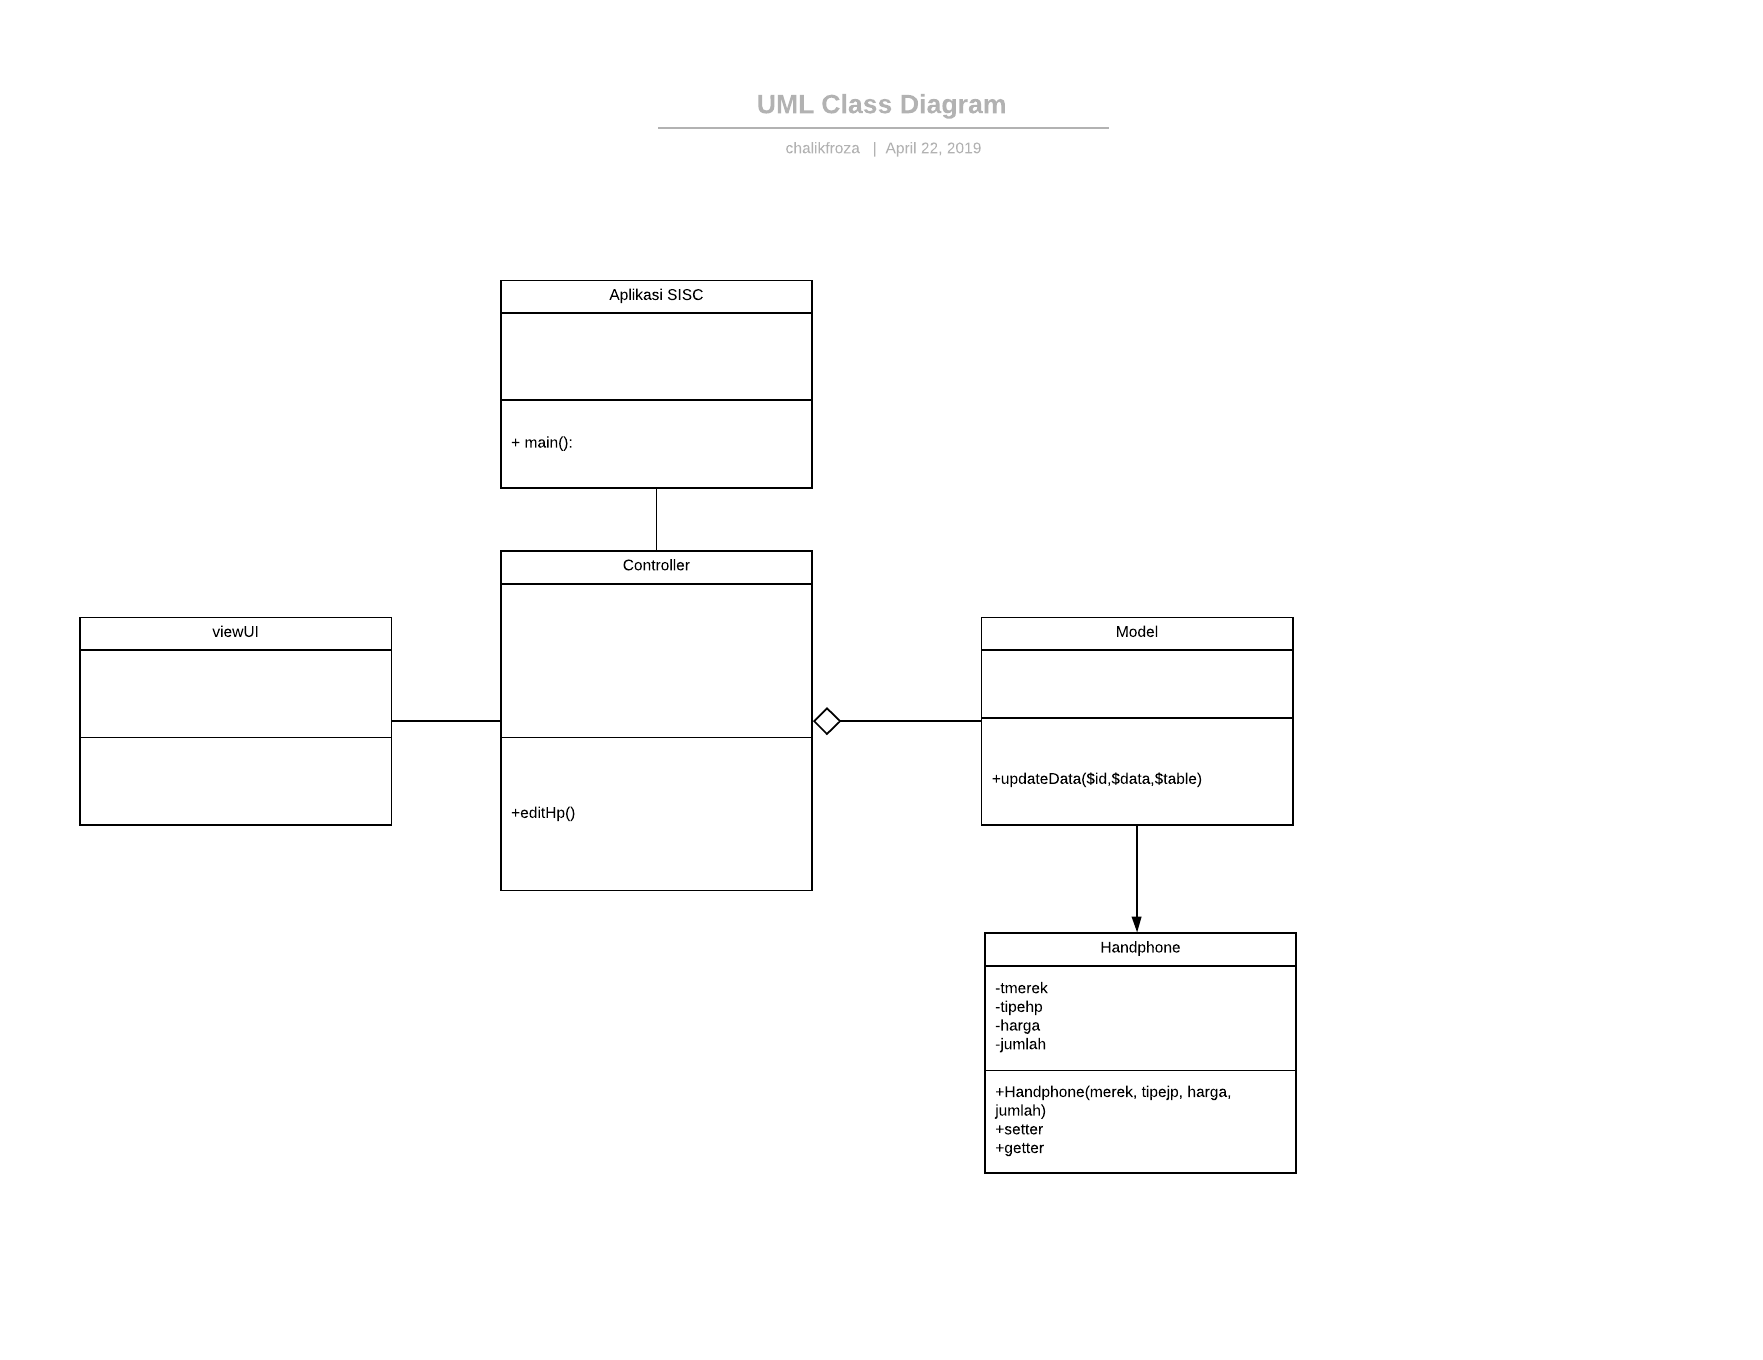 UML Class Diagram
chalikfroza | April 22, 2019
Aplikasi SISC
+ main():
Controller
+editHp()
viewUI
Model
+updateData($id,$data,$table)
Handphone
-tmerek
-tipehp
-harga
-jumlah
+Handphone(merek, tipejp, harga,
jumlah)
+setter
+getter